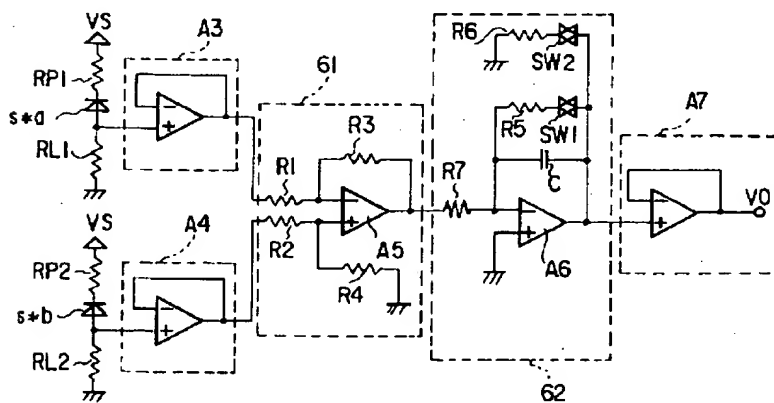 VS
A3
RP1
s*a
RL1
61
R3
R1
R2
A5
R4
VS
A4
RP2
s*b
RL2
R6
SW2
R5
SW1
R7
C
A6
62
A7
VO